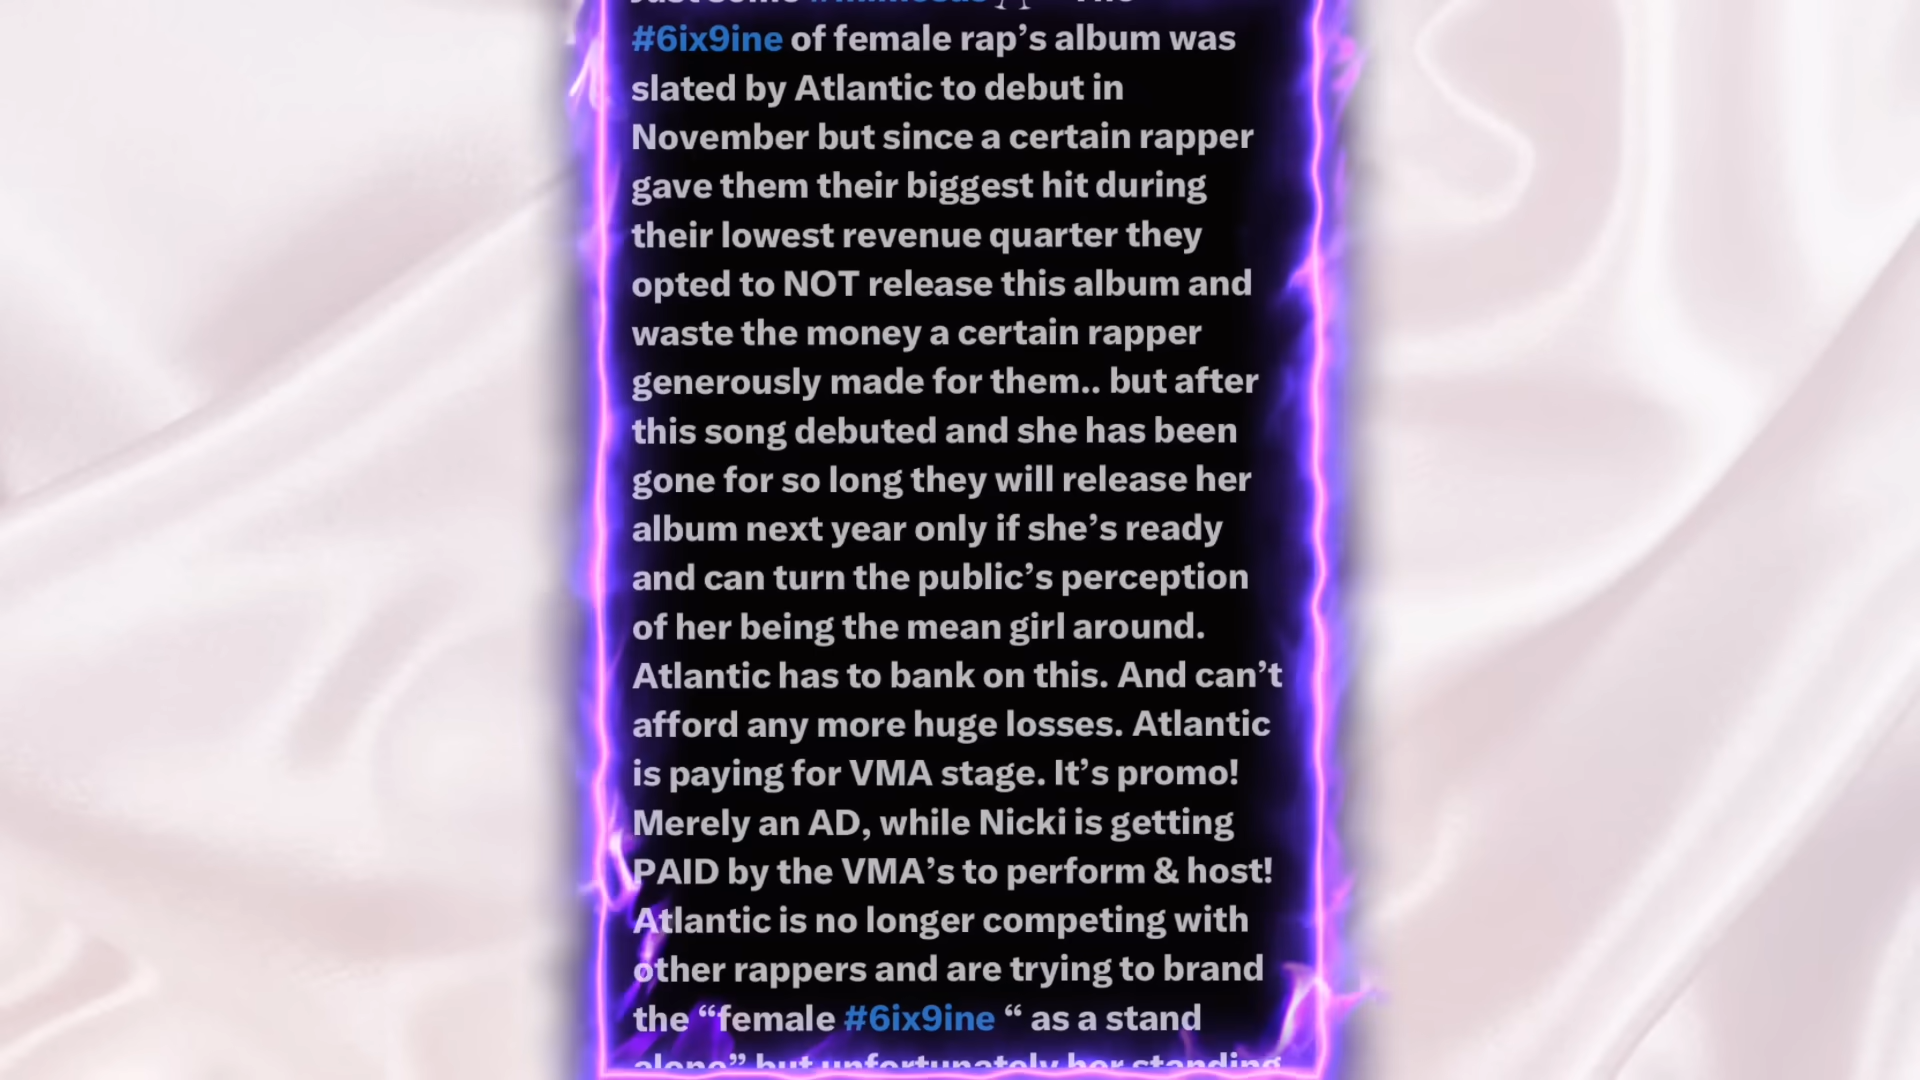 #6ix9ine of female rap’s album was
slated by Atlantic to debut in
November but since a certain rapper
gave them their biggest hit during
their lowest revenue quarter they
opted to NOT release this album and
waste the money a certain rapper
generously made for them.. but after
this song debuted and she has been
gone for so long they will release her
album next year only if she’s ready
and can turn the public’s perception
of her being the mean girl around.
Atlantic has to bank on this. And can’t
afford any more huge losses. Atlantic
is paying for VMA stage. It’s promo!
Merely an AD, while Nicki is getting
PAID by the VMA’s to perform & host!
Atlantic is no longer competing with
other rappers and are trying to brand
the “female #6ix9ine “ as a stand
alone” but unfortunately her standing